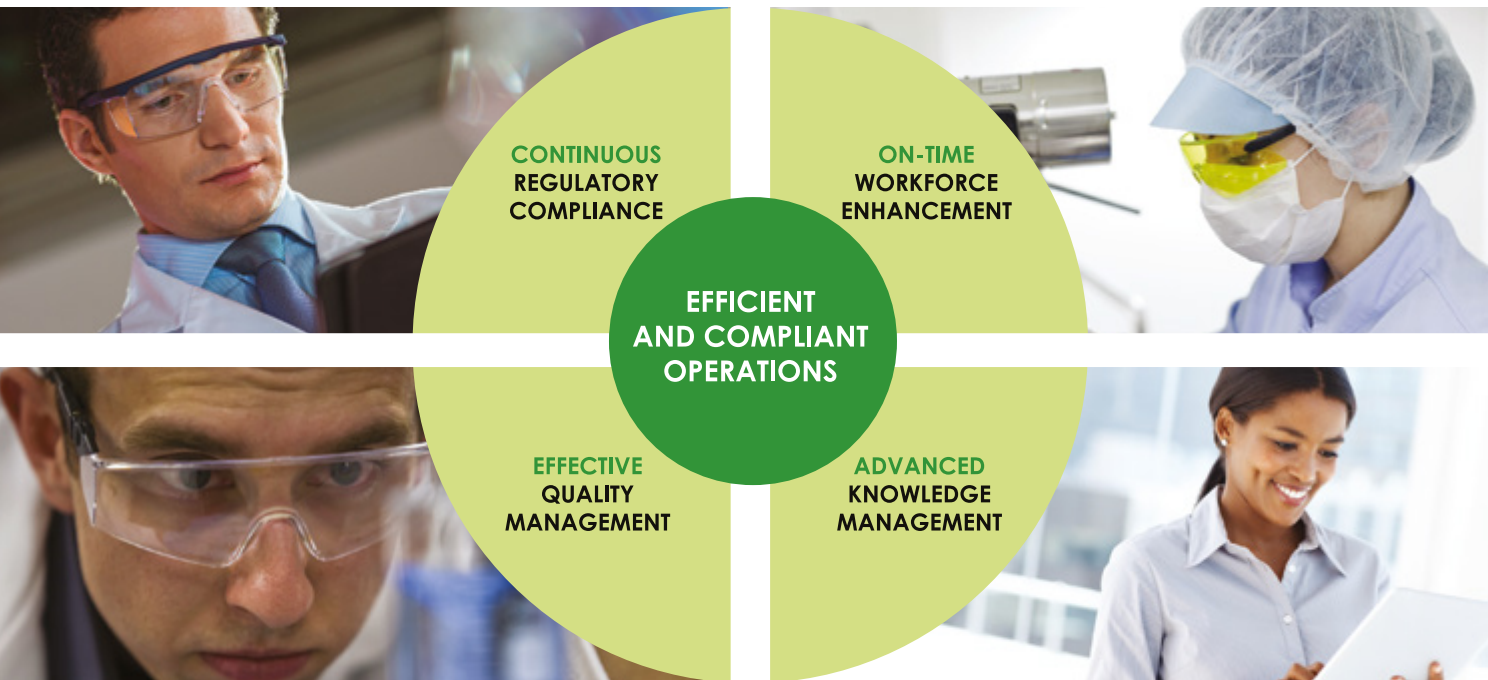 CONTINUOUS
REGULATORY
COMPLIANCE
ON-TIME
WORKFORCE
ENHANCEMENT
EFFICIENT
AND COMPLIANT
OPERATIONS
EFFECTIVE
QUALITY
MANAGEMENT
ADVANCED
KNOWLEDGE
MANAGEMENT